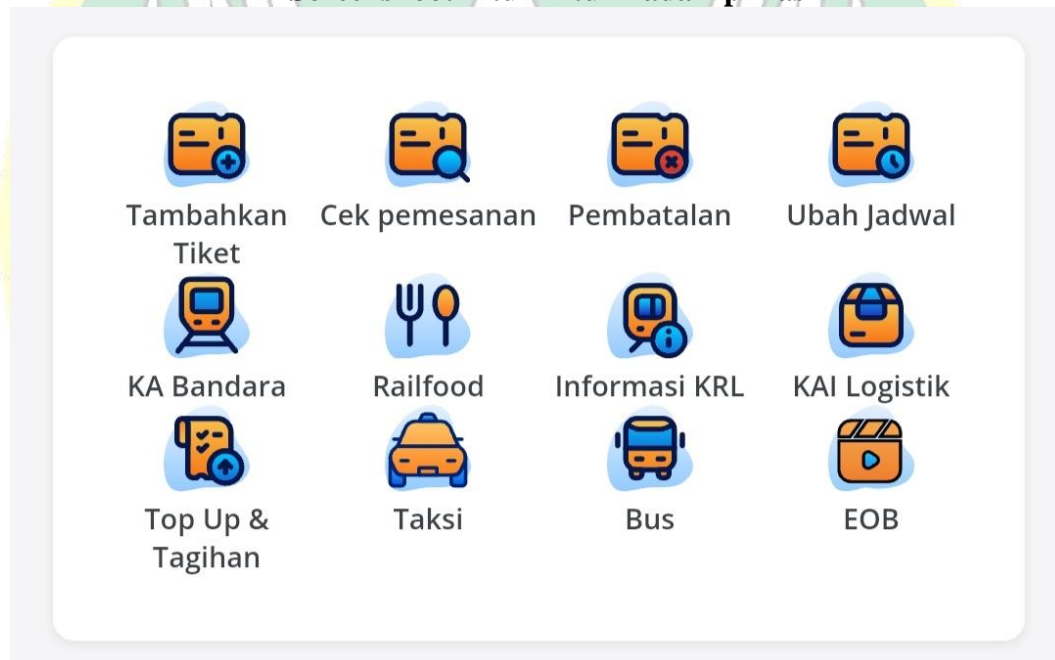 Tambahkan
Tiket
Cek pemesanan
Pembatalan
Ubah Jadwal
KA Bandara
Railfood
Informasi KRL
KAI Logistik
Top Up &
Tagihan
Taksi
Bus
EOB